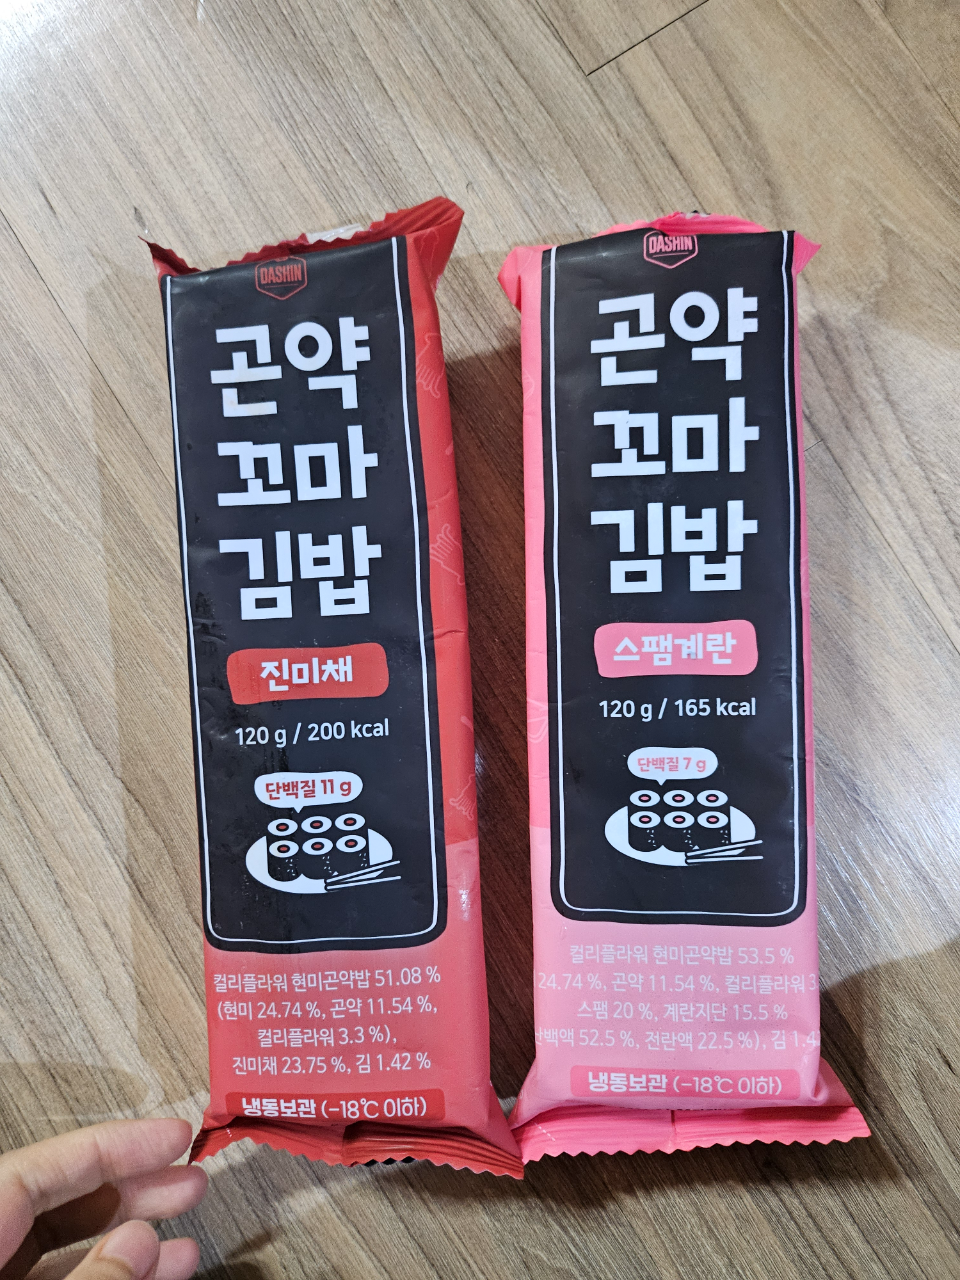 DASHIN
곤약
꼬마
김밥
진미채
120 g / 200 kcal
단백질 11 g
컬리플라워 현미곤약밥 51.08 %
(현미 24.74 %, 곤약 11.54 %,
컬리플라워 3.3 %),
진미채 23.75 %, 김 1.42 %
냉동보관 (-18℃ 이하)
DASHIN
곤약
꼬마
김밥
스팸계란
120 g / 165 kcal
단백질 7 g
컬리플라워 현미곤약밥 53.5 %
24.74 %, 곤약 11.54 %, 컬리플라워 3
스팸 20 %, 계란지단 15.5 %
52.5 %, 전란액 22.5 %), 김 1.4
냉동보관 (-18℃ 이하)